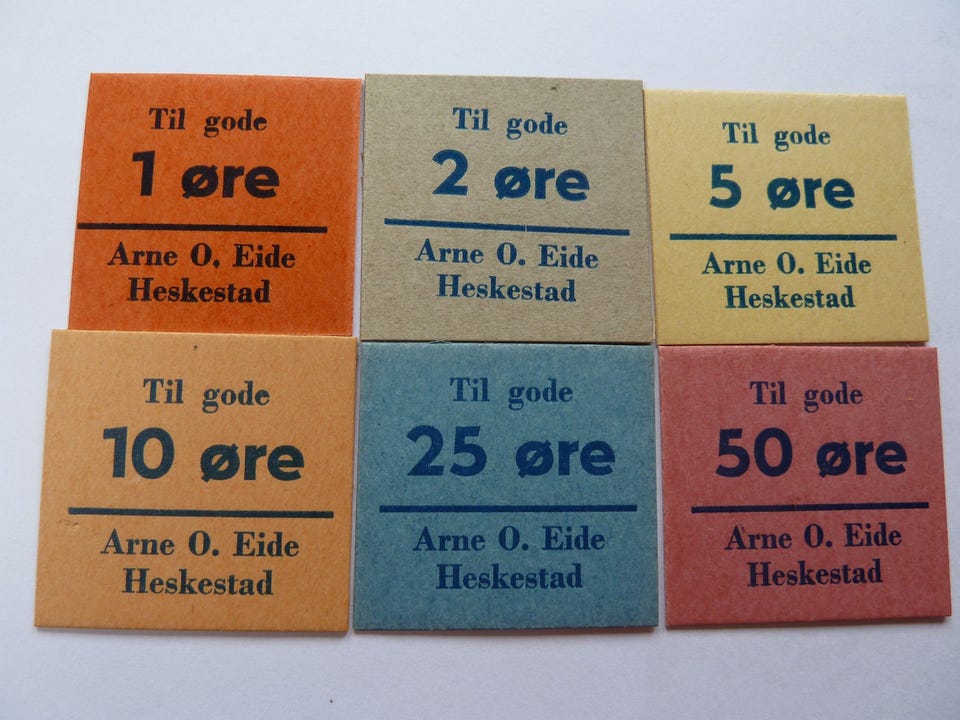 Til gode
1 øre
Arne O. Eide
Heskestad
Til gode
2 øre
Arne O. Eide
Heskestad
Til gode
5 øre
Arne O. Eide
Heskestad
Til gode
10 øre
Arne O. Eide
Heskestad
Til gode
25 øre
Arne O. Eide
Heskestad
Til gode
50 øre
Arne O. Eide
Heskestad